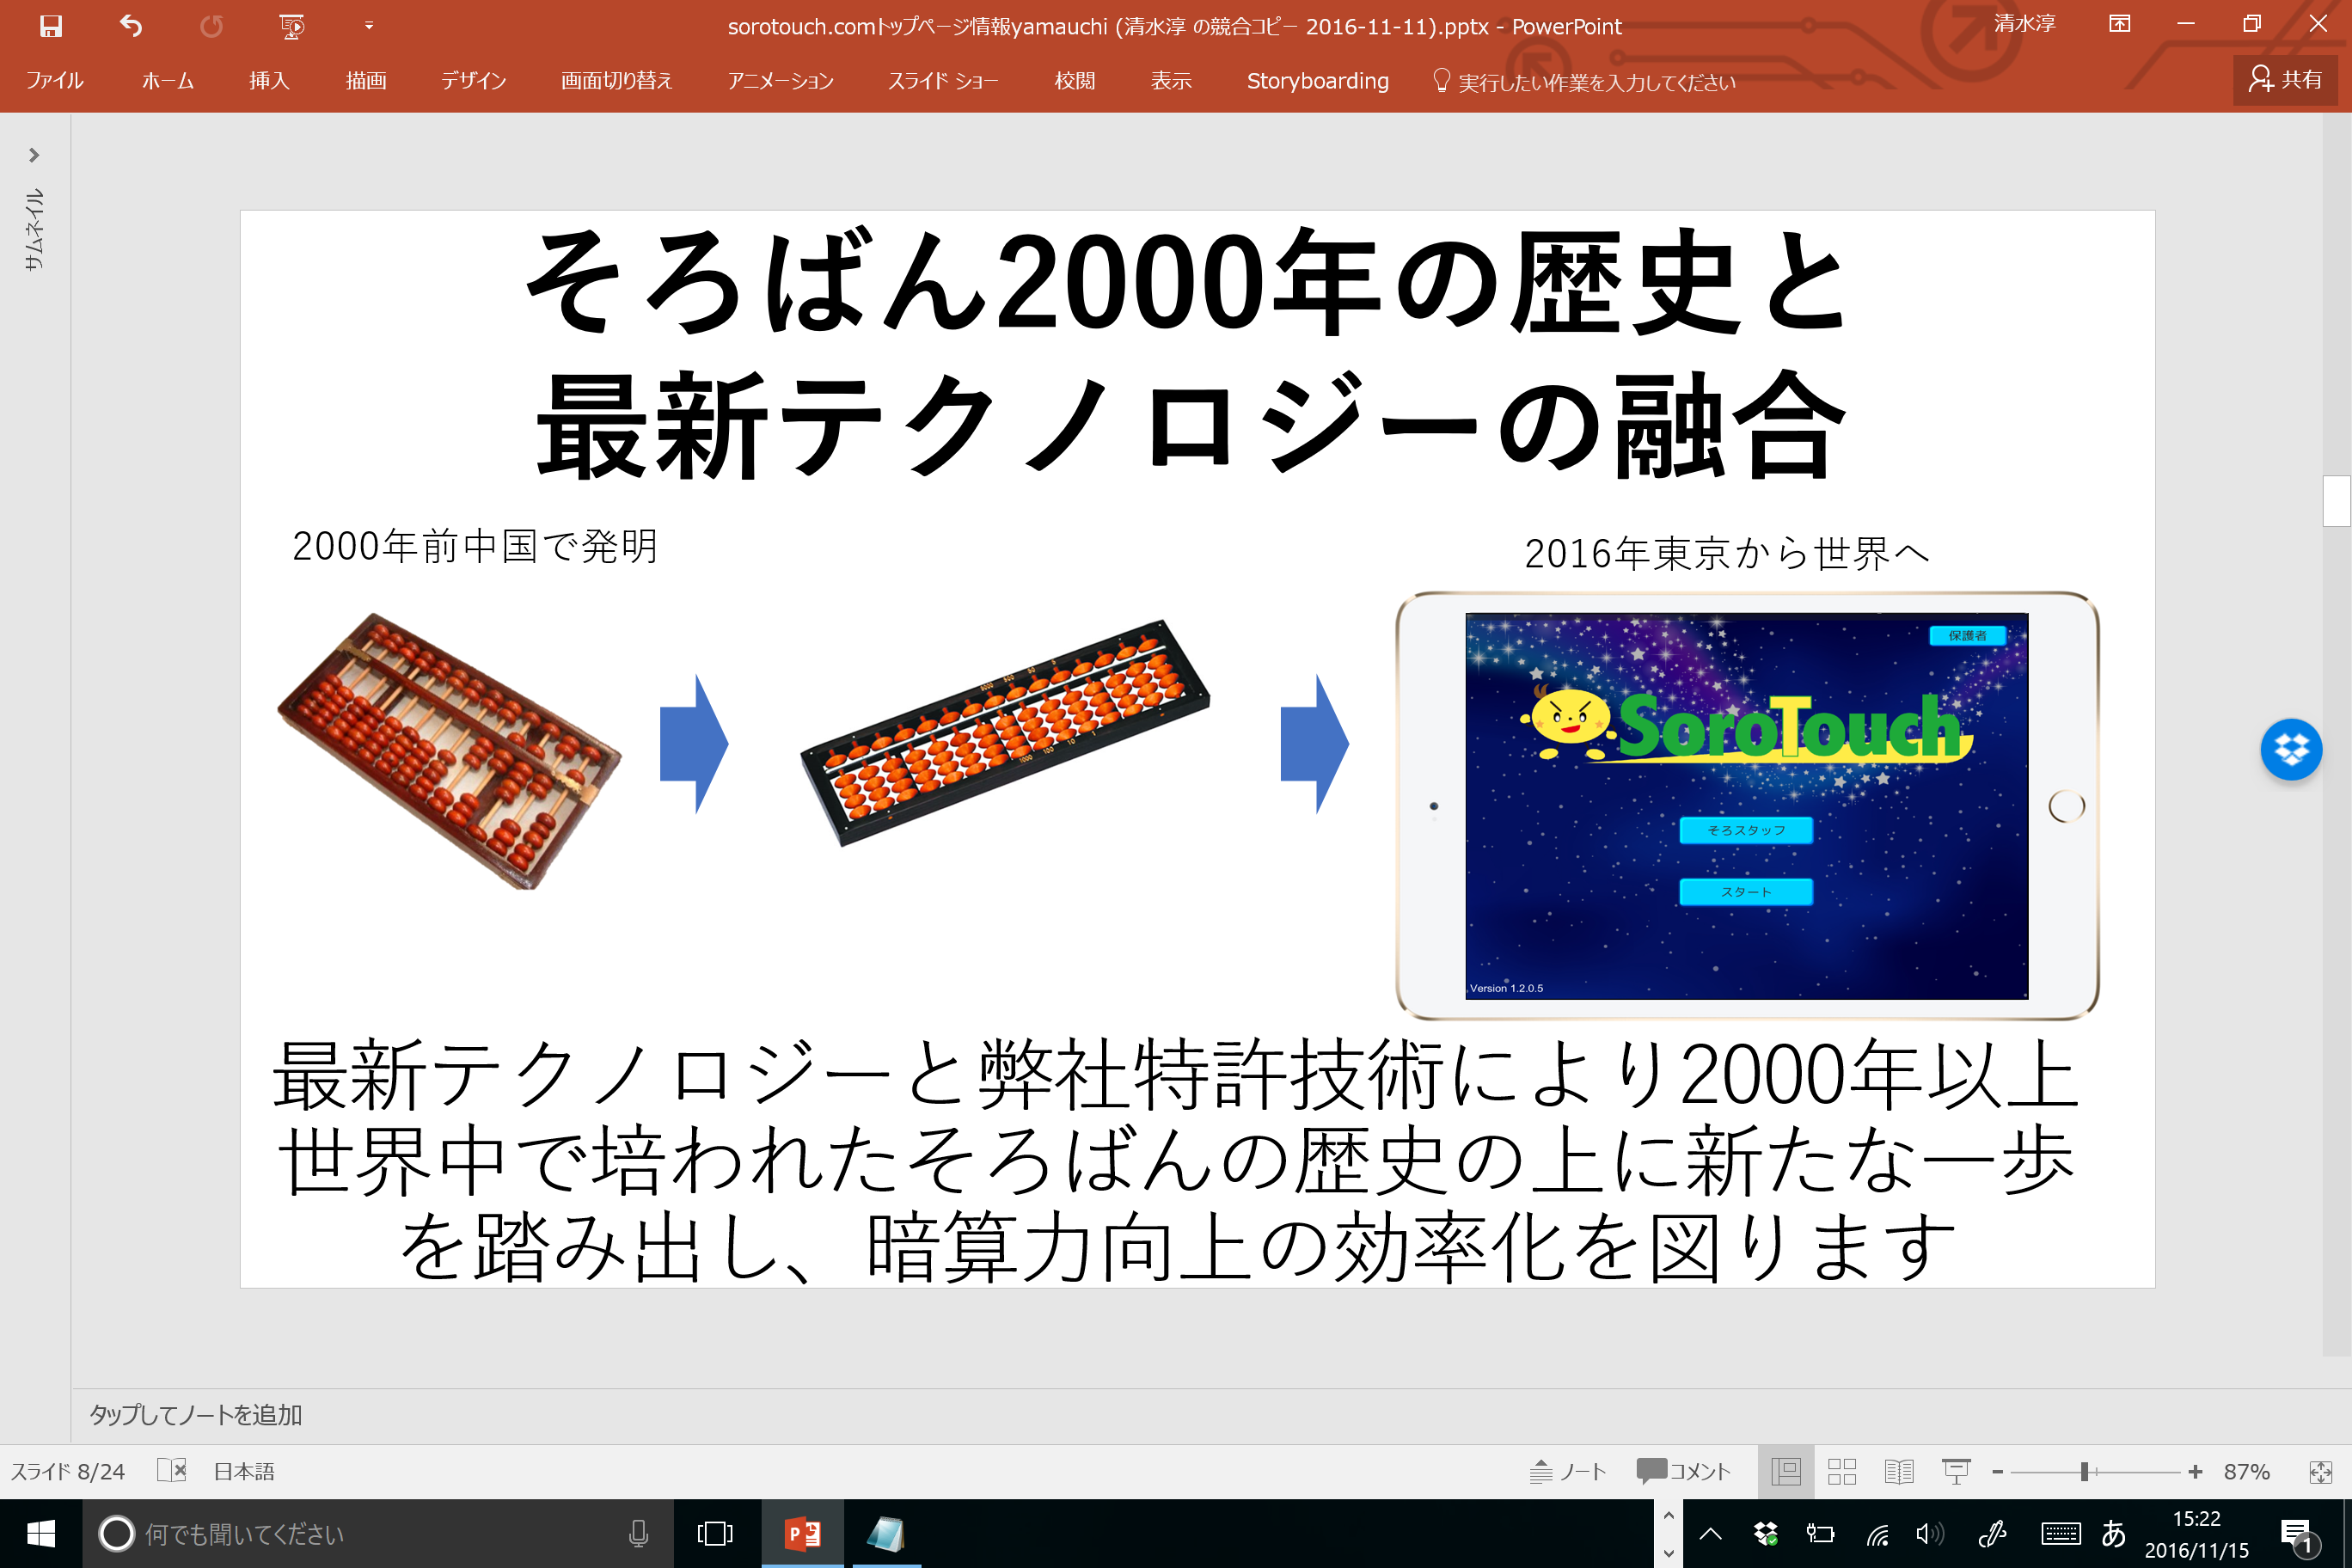 sorotouch.comトップページ情報yamauchi (清水淳 の競合コピー 2016-11-11).pptx - PowerPoint
清水淳
ファイル ホーム 挿入 描画 デザイン 画面切り替え アニメーション スライド ショー 校閲 表示 Storyboarding 実行したい作業を入力してください 共有
サムネイル
そろばん2000年の歴史と
最新テクノロジーの融合
2000年前中国で発明
2016年東京から世界へ
保護者
SoroTouch
そろスタッフ
スタート
Version 1.2.0.5
5000 500 50 5
1000 100 10 1
最新テクノロジーと弊社特許技術により2000年以上
世界中で培われたそろばんの歴史の上に新たな一歩
を踏み出し、暗算力向上の効率化を図ります
タップしてノートを追加
スライド 8/24 日本語 ノート コメント 87%
何でも聞いてください
あ
15:22
2016/11/15
1